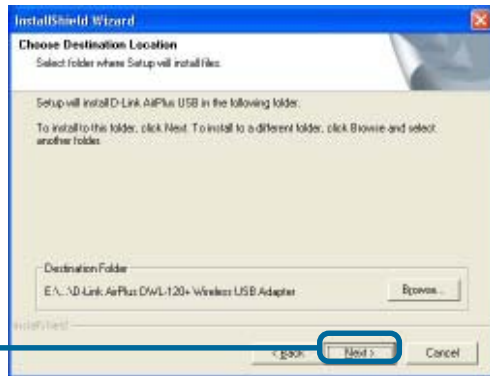 InstallShield Wizard
Choose Destination Location
Select folder where Setup will install files.
Setup will install D-Link AirPlus USB in the following folder.
To install to this folder, click Next. To install to a different folder, click Browse and select
another folder.
Destination Folder
E:\...\D-Link AirPlus DWL-120+ Wireless USB Adapter
Browse...
InstallShield
< Back
Next >
Cancel